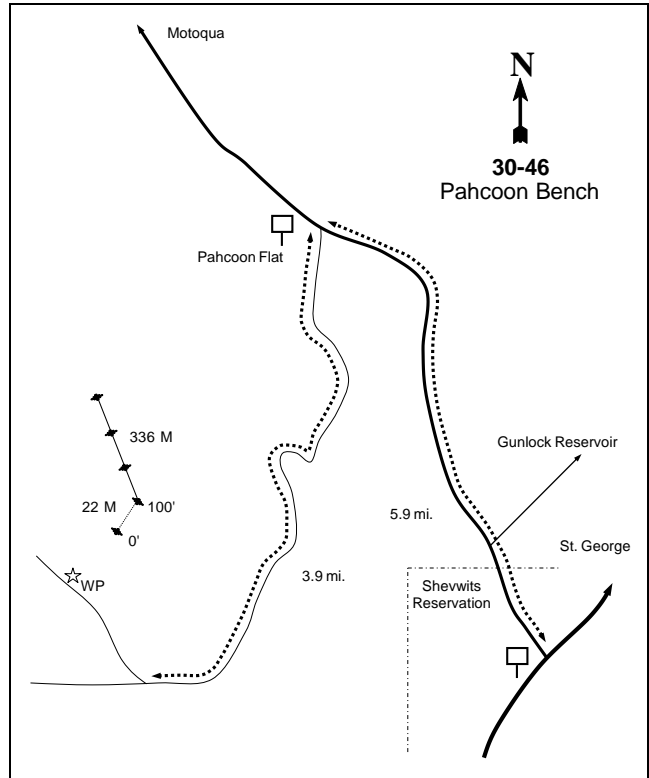 Motoqua
N
30-46
Pahcoon Bench
Pahcoon Flat
336 M
Gunlock Reservoir
22 M
100'
5.9 mi.
0'
St. George
WP
3.9 mi.
Shevwits
Reservation